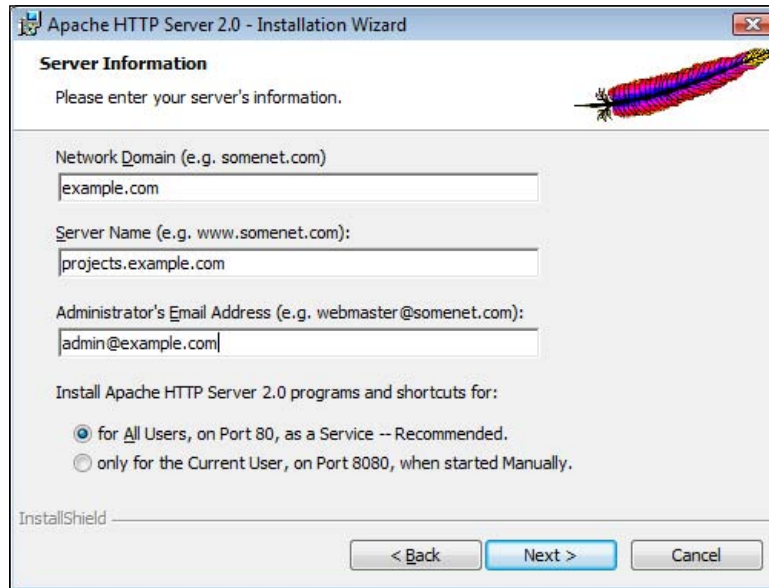 Apache HTTP Server 2.0 - Installation Wizard
Server Information
Please enter your server's information.
Network Domain (e.g. somenet.com)
example.com
Server Name (e.g. www.somenet.com):
projects.example.com
Administrator's Email Address (e.g. webmaster@somenet.com):
admin@example.com
Install Apache HTTP Server 2.0 programs and shortcuts for:
for All Users, on Port 80, as a Service -- Recommended.
only for the Current User, on Port 8080, when started Manually.
InstallShield
< Back Next > Cancel